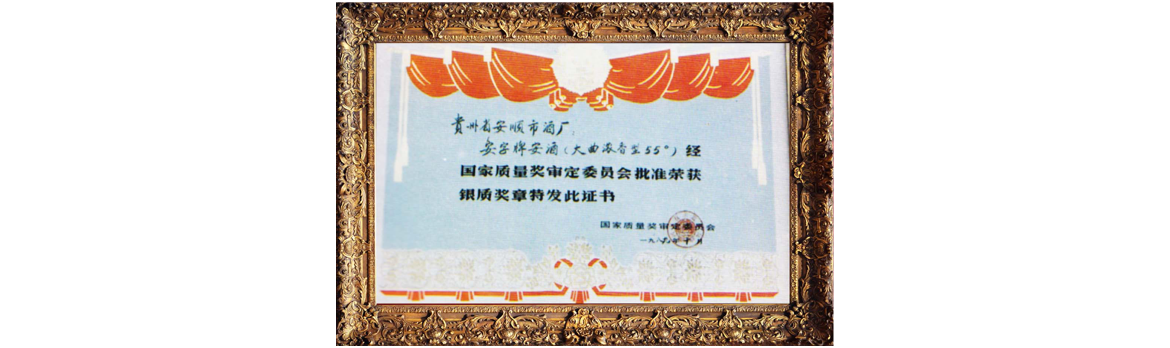 貴州省安順市酒厂,
安字牌安酒(大曲浓香型55°)经
国家质量奖审定委员会批准荣获
银质奖章特发此证书
国家质量奖审定委员会